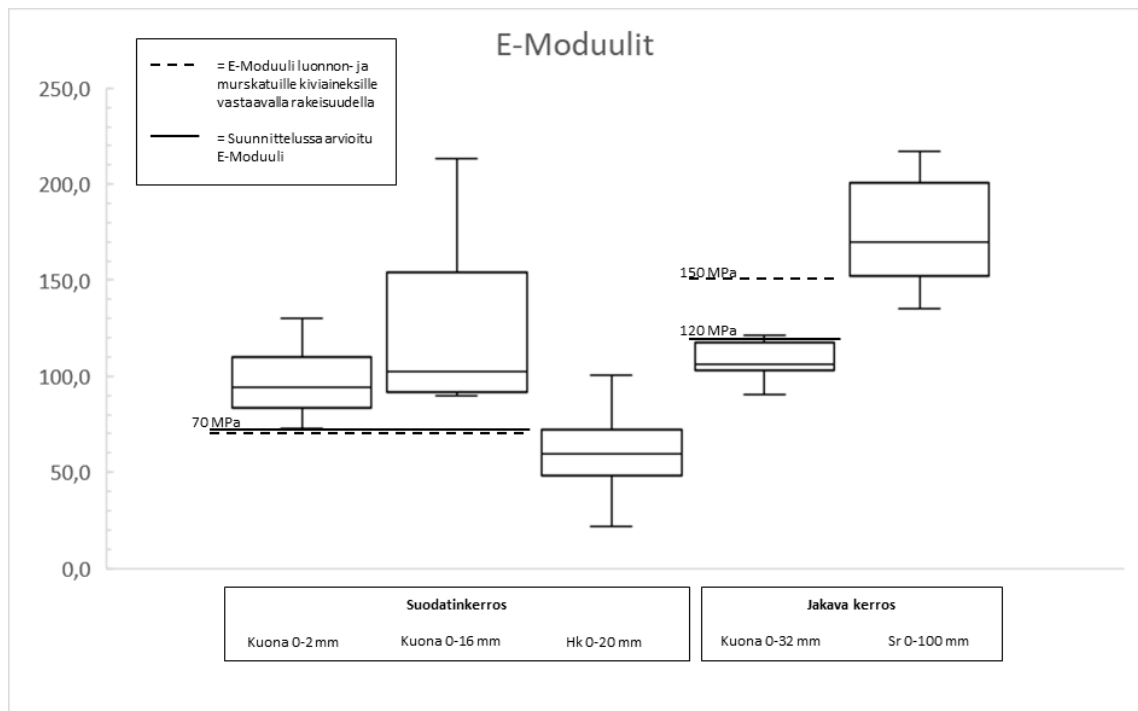 E-Moduulit
= E-Moduuli luonnon- ja
murskatuille kiviaineksille
vastaavalla rakeisuudella
= Suunnittelussa arvioitu
E-Moduuli
250,0
200,0
150,0
100,0
50,0
0,0
150 MPa
120 MPa
70 MPa
Suodatinkerros
Kuona 0-2 mm Kuona 0-16 mm Hk 0-20 mm
Jakava kerros
Kuona 0-32 mm Sr 0-100 mm